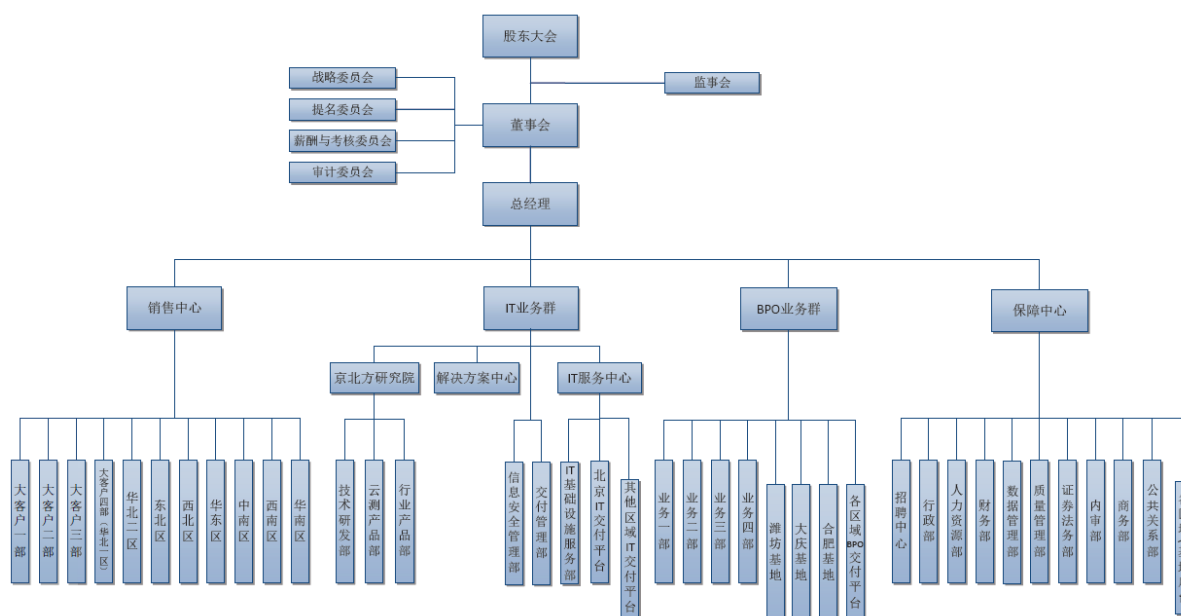 股东大会
战略委员会
监事会
提名委员会
董事会
薪酬与考核委员会
审计委员会
总经理
销售中心
IT业务群
BPO业务群
保障中心
京北方研究院
解决方案中心
IT服务中心
大客户一部
大客户二部
大客户三部
大客户四部（华北一区）
华北二区
东北区
西北区
华东区
中南区
西南区
华南区
技术研发部
云测产品部
行业产品部
信息安全管理部
交付管理部
IT基础设施服务部
北京IT交付平台
其他区域IT交付平台
业务一部
业务二部
业务三部
业务四部
潍坊基地
大庆基地
合肥基地
各区域BPO交付平台
招聘中心
行政部
人力资源部
财务部
数据管理部
质量管理部
证券法务部
内审部
商务部
公共关系部